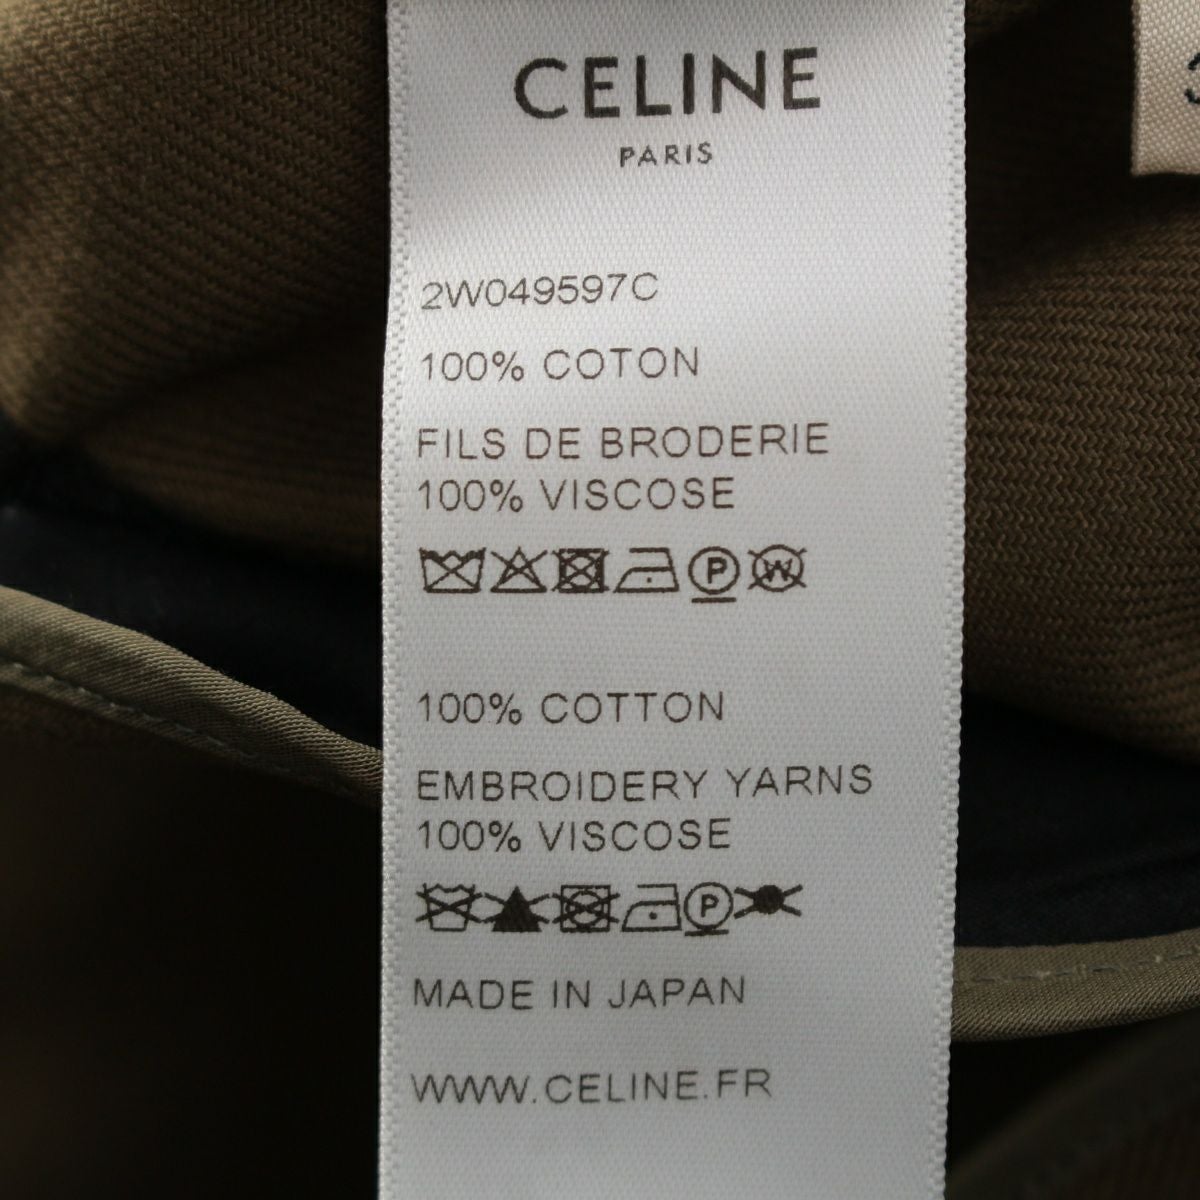 CELINE
PARIS
2W049597C
100% COTON
FILS DE BRODERIE
100% VISCOSE
P W
100% COTTON
EMBROIDERY YARNS
100% VISCOSE
P
MADE IN JAPAN
WWW.CELINE.FR